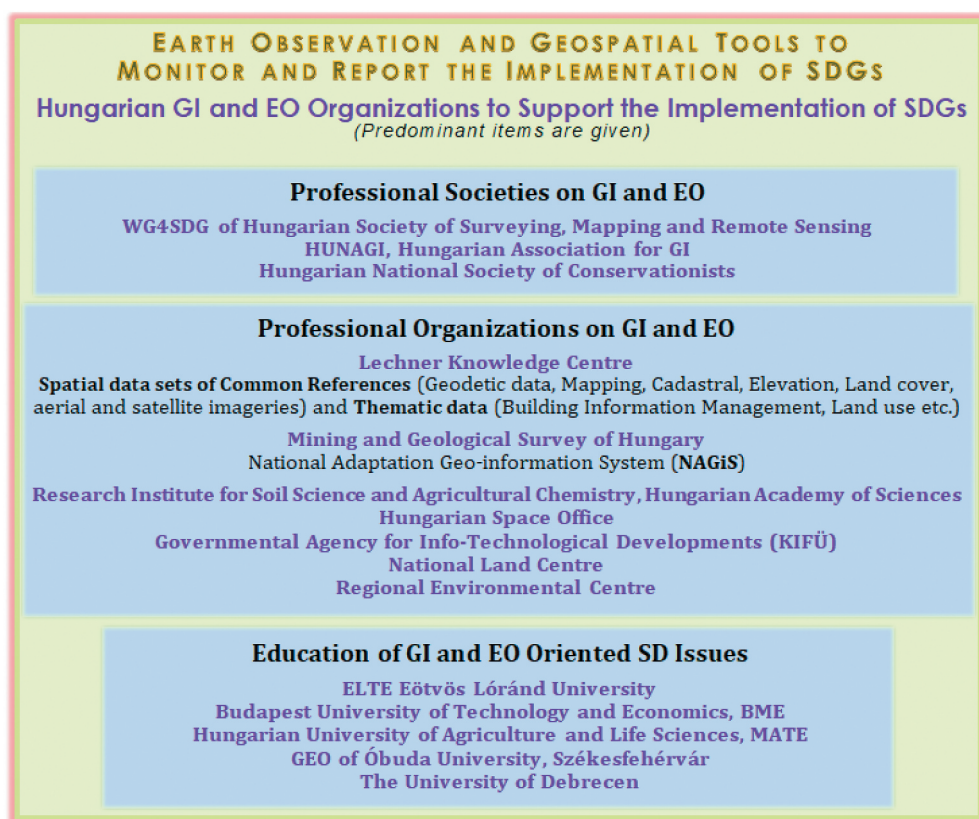 EARTH OBSERVATION AND GEOSPATIAL TOOLS TO
MONITOR AND REPORT THE IMPLEMENTATION OF SDGS
Hungarian GI and EO Organizations to Support the Implementation of SDGs
(Predominant items are given)
Professional Societies on GI and EO
WG4SDG of Hungarian Society of Surveying, Mapping and Remote Sensing
HUNAGI, Hungarian Association for GI
Hungarian National Society of Conservationists
Professional Organizations on GI and EO
Lechner Knowledge Centre
Spatial data sets of Common References (Geodetic data, Mapping, Cadastral, Elevation, Land cover,
aerial and satellite imageries) and Thematic data (Building Information Management, Land use etc.)
Mining and Geological Survey of Hungary
National Adaptation Geo-information System (NAGiS)
Research Institute for Soil Science and Agricultural Chemistry, Hungarian Academy of Sciences
Hungarian Space Office
Governmental Agency for Info-Technological Developments (KIFÜ)
National Land Centre
Regional Environmental Centre
Education of GI and EO Oriented SD Issues
ELTE Eötvös Lóránd University
Budapest University of Technology and Economics, BME
Hungarian University of Agriculture and Life Sciences, MATE
GEO of Óbuda University, Székesfehérvár
The University of Debrecen